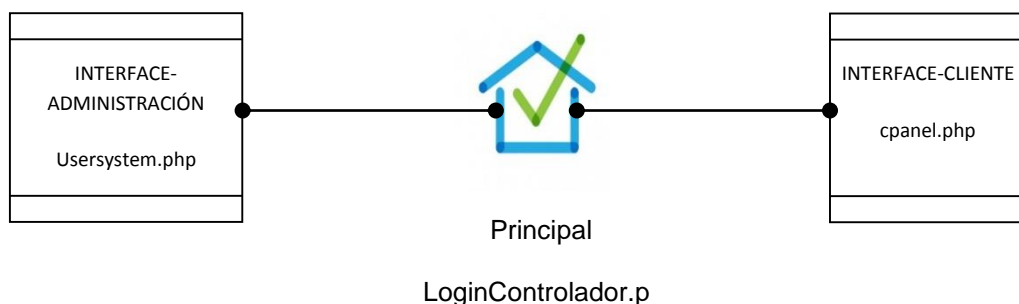 INTERFACE-
ADMINISTRACIÓN
Usersystem.php
INTERFACE-CLIENTE
cpanel.php
Principal
LoginControlador.p